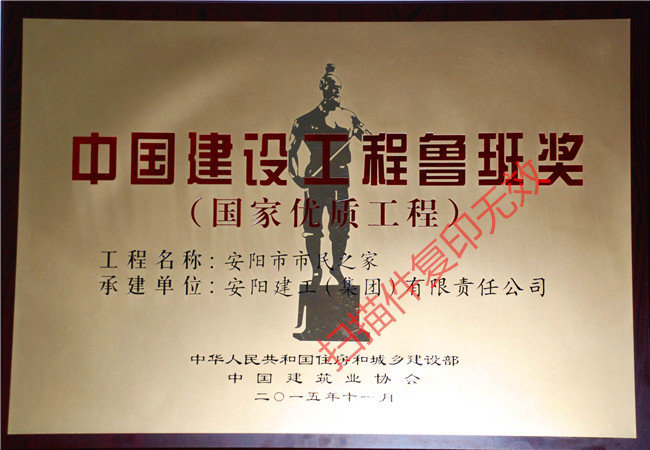 中国建设工程鲁班奖
（国家优质工程）
工程名称：安阳市市民之家
承建单位：安阳建工（集团）有限责任公司
中华人民共和国住房和城乡建设部
中国建筑业协会
二〇一五年十一月
扫描件复印无效